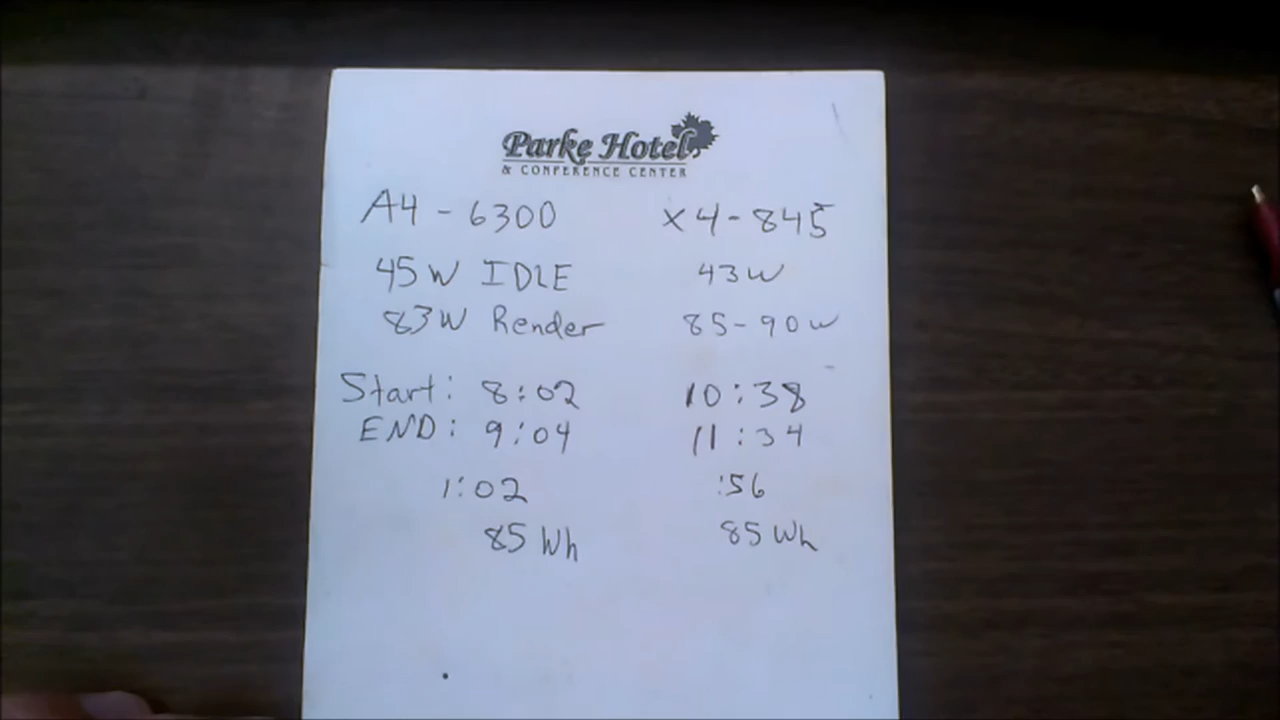 Parke Hotel
& CONFERENCE CENTER
A4 - 6300 X4 - 845
45W IDLE 43W
83W Render 85-90W
Start: 8:02 10:38
END: 9:04 11:34
1:02 :56
85 Wh 85 Wh